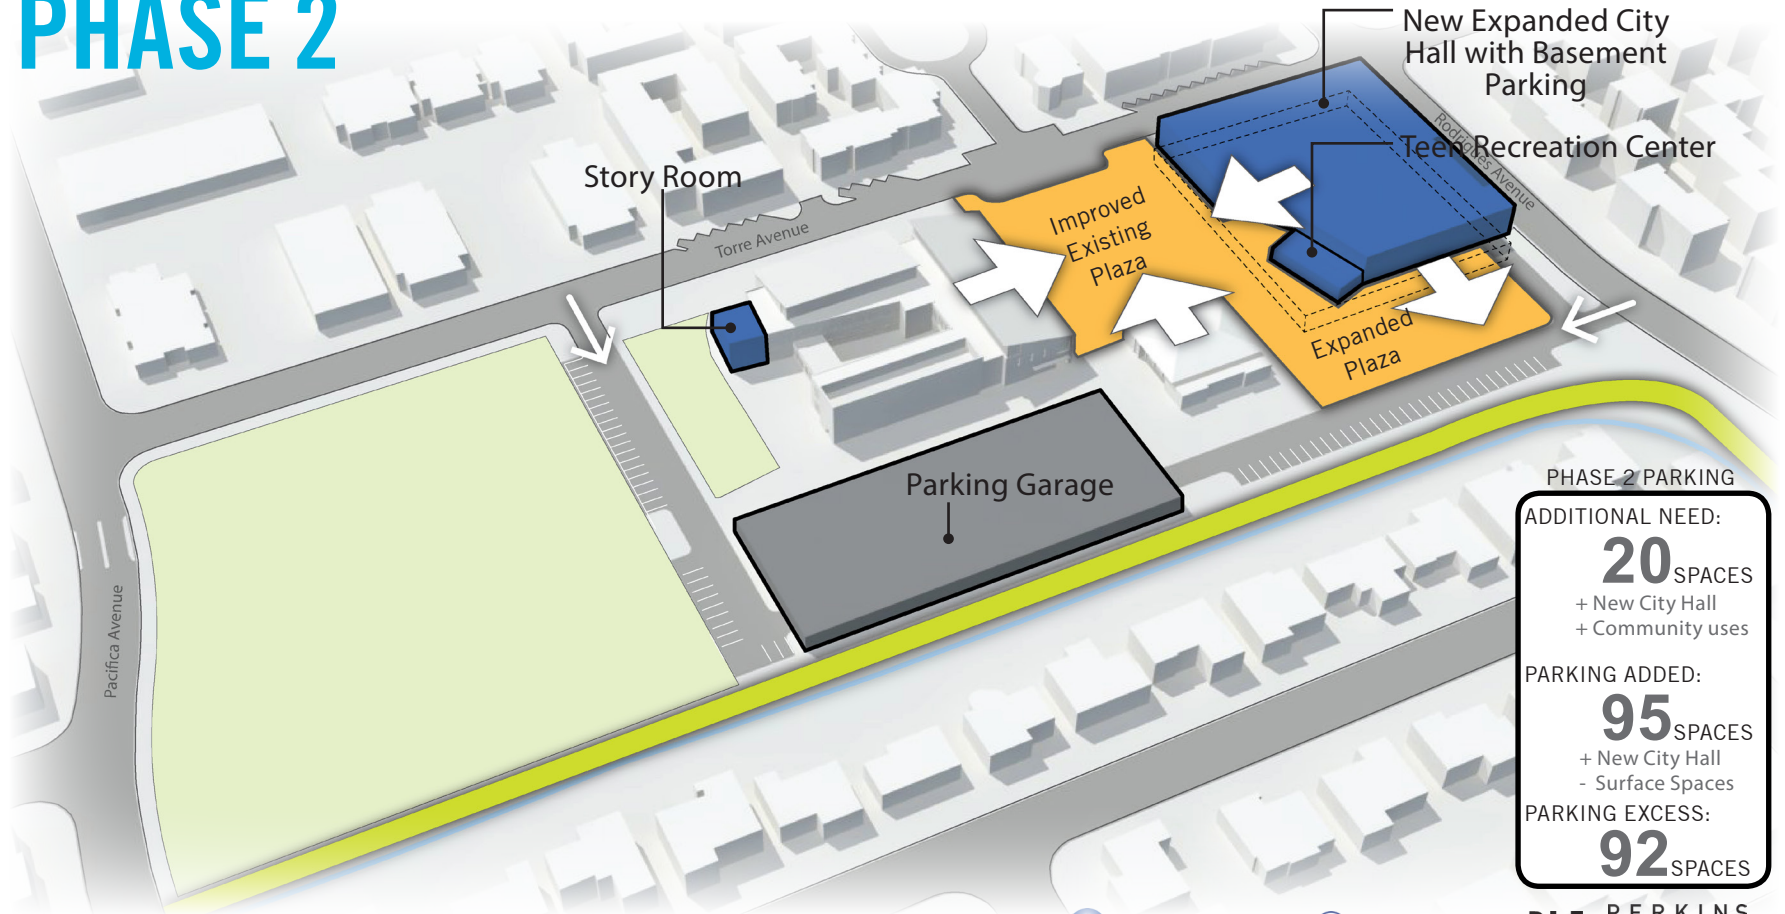 PHASE 2
New Expanded City
Hall with Basement
Parking
Teen Recreation Center
Rodrigues Avenue
Story Room
Torre Avenue
Improved
Existing
Plaza
Expanded
Plaza
Parking Garage
Pacifica Avenue
PHASE 2 PARKING
ADDITIONAL NEED:
20 SPACES
+ New City Hall
+ Community uses
PARKING ADDED:
95 SPACES
+ New City Hall
- Surface Spaces
PARKING EXCESS:
92 SPACES
PERKINS